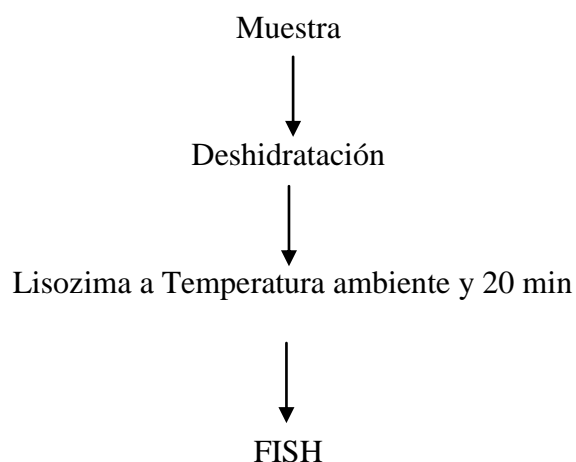 Muestra
Deshidratación
Lisozima a Temperatura ambiente y 20 min
FISH